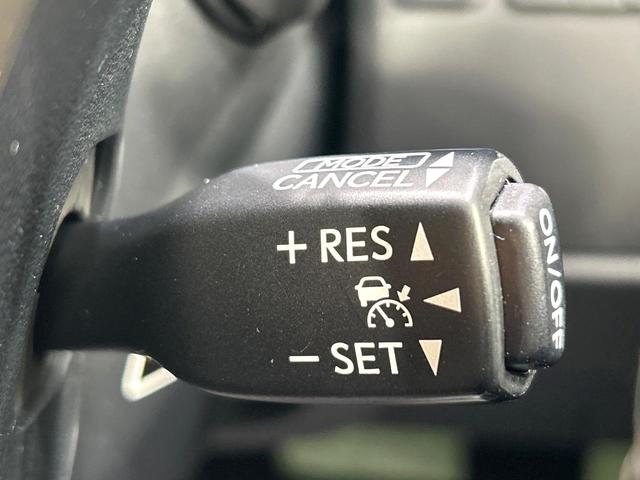 MODE
CANCEL
+ RES
- SET
ON/OFF